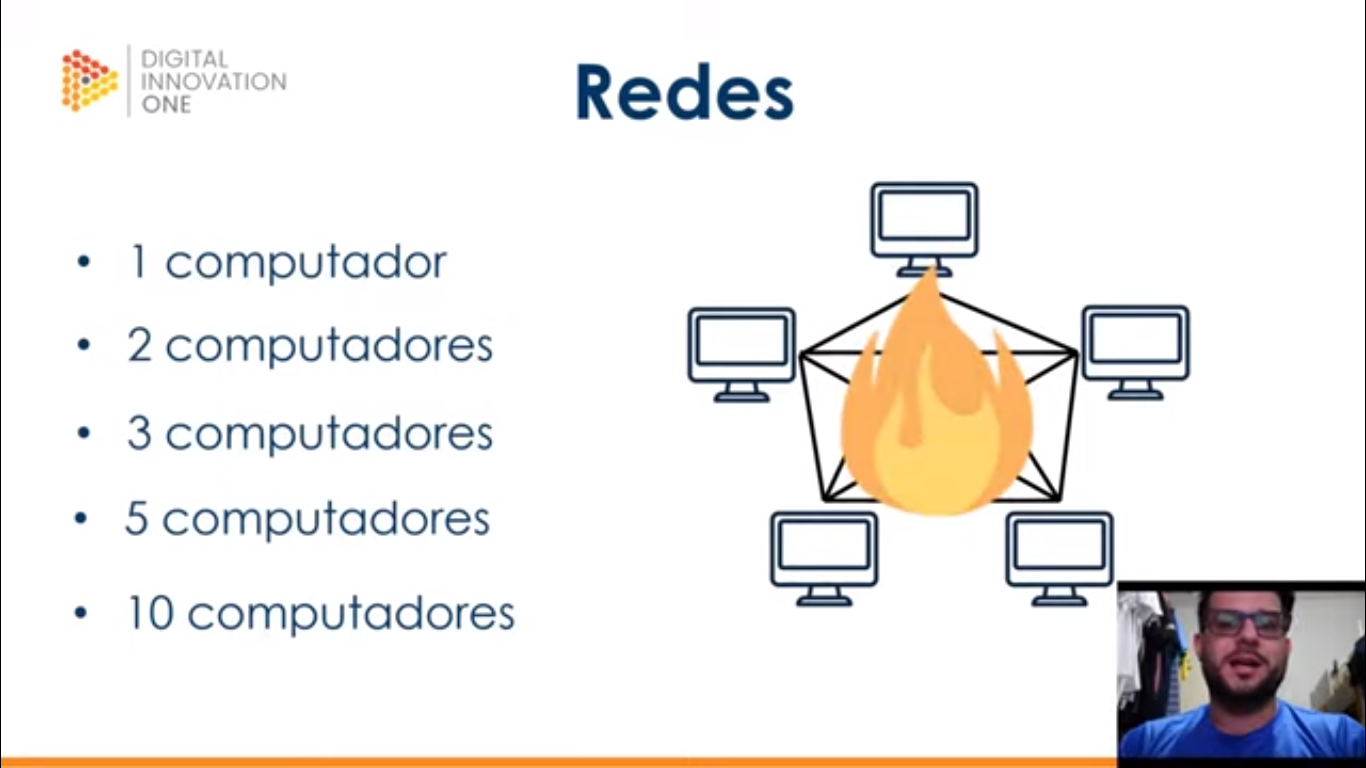 DIGITAL
INNOVATION
ONE
Redes
• 1 computador
• 2 computadores
• 3 computadores
• 5 computadores
• 10 computadores